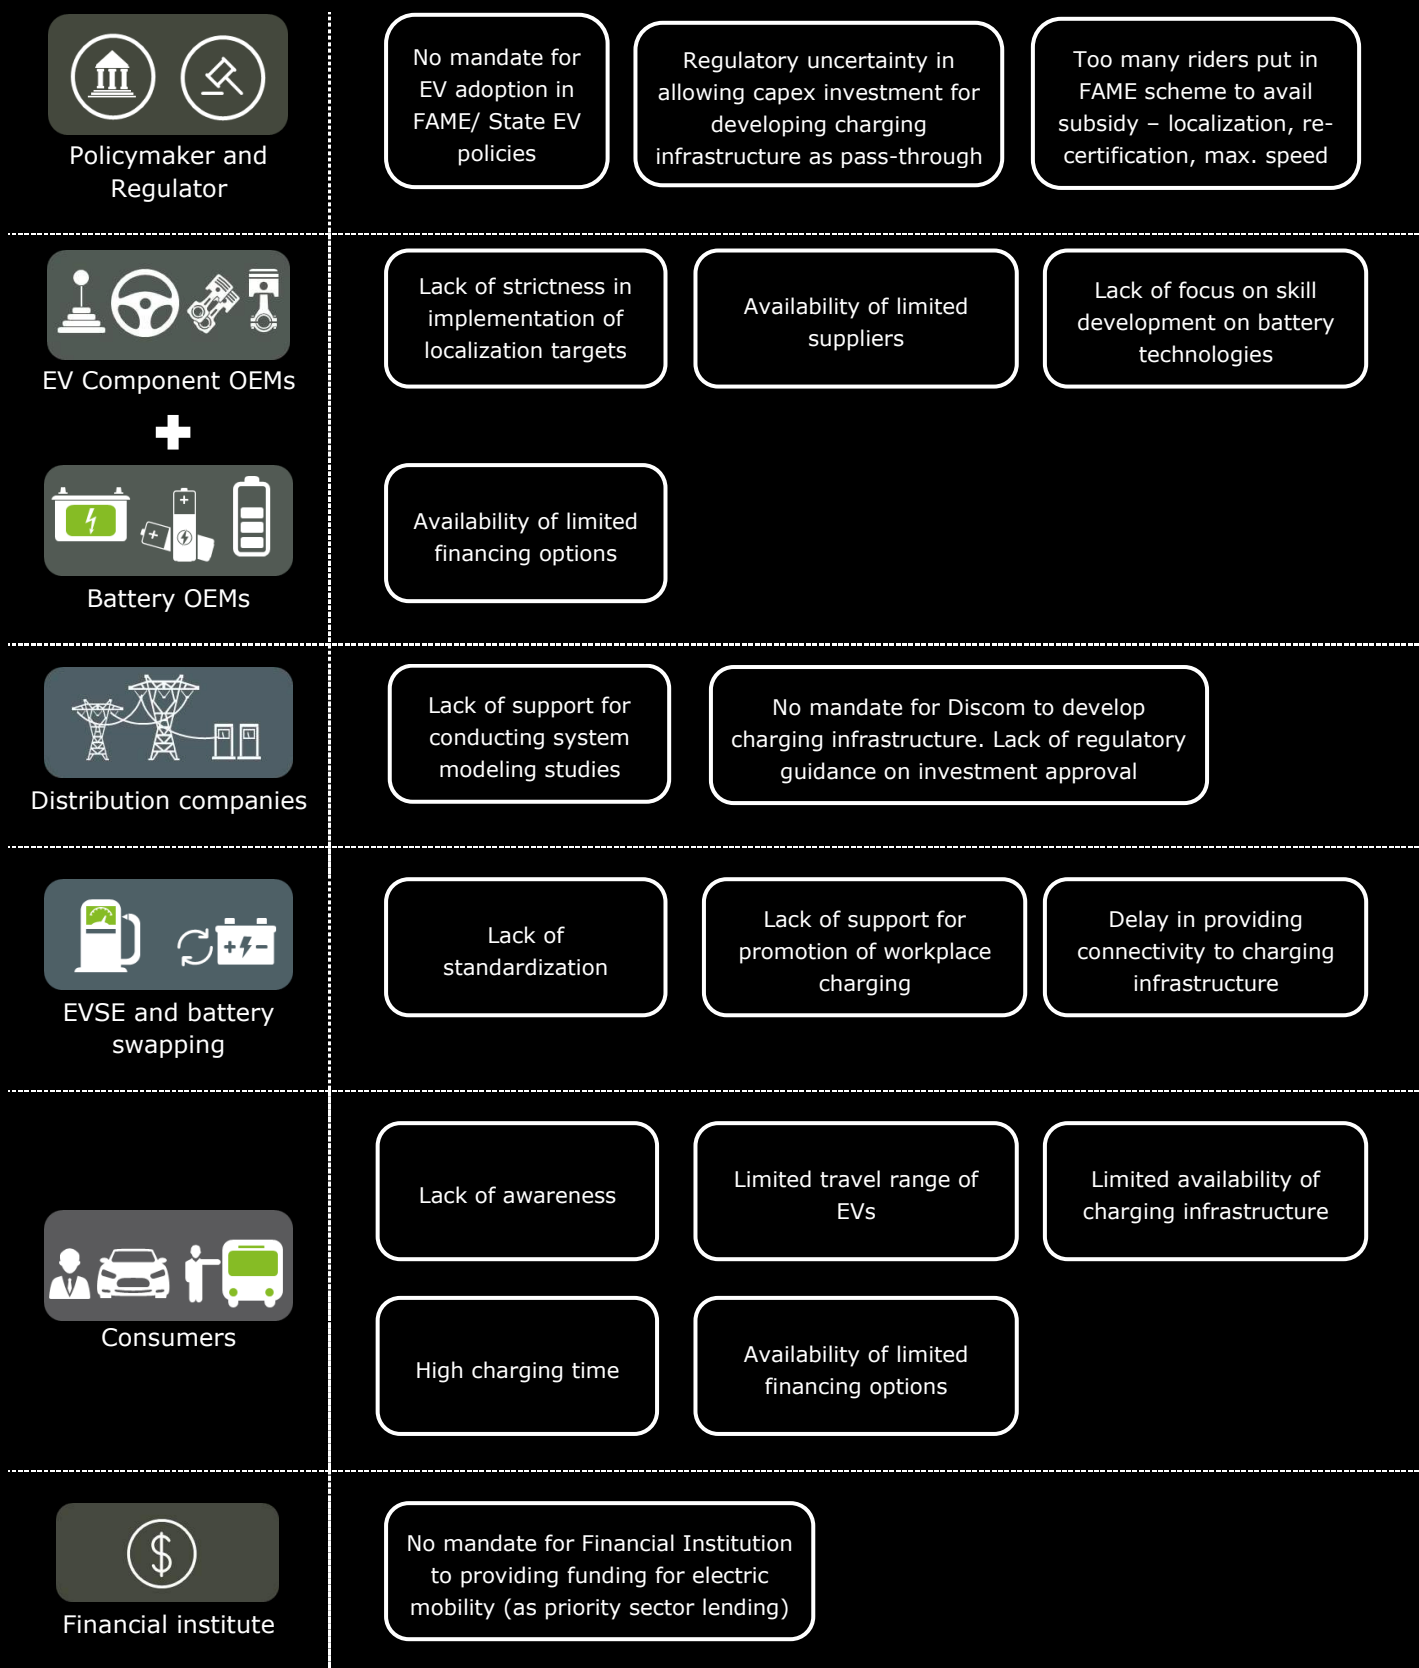 Policymaker and
Regulator
No mandate for
EV adoption in
FAME/ State EV
policies
Regulatory uncertainty in
allowing capex investment for
developing charging
infrastructure as pass-through
Too many riders put in
FAME scheme to avail
subsidy – localization, re-
certification, max. speed
EV Component OEMs
Battery OEMs
Lack of strictness in
implementation of
localization targets
Availability of limited
suppliers
Lack of focus on skill
development on battery
technologies
Availability of limited
financing options
Distribution companies
Lack of support for
conducting system
modeling studies
No mandate for Discom to develop
charging infrastructure. Lack of regulatory
guidance on investment approval
EVSE and battery
swapping
Lack of
standardization
Lack of support for
promotion of workplace
charging
Delay in providing
connectivity to charging
infrastructure
Consumers
Lack of awareness
Limited travel range of
EVs
Limited availability of
charging infrastructure
High charging time
Availability of limited
financing options
Financial institute
No mandate for Financial Institution
to providing funding for electric
mobility (as priority sector lending)